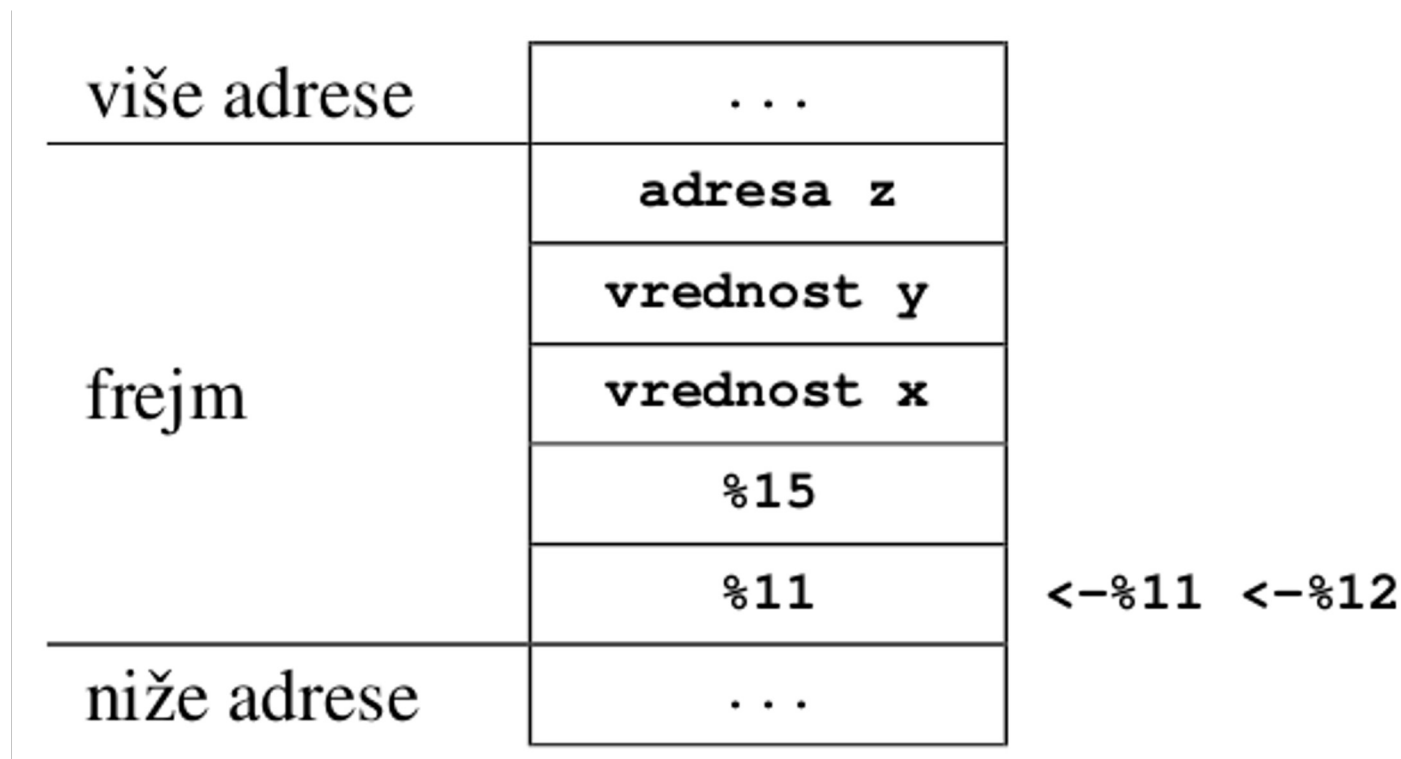 više adrese ...
adresa z
vrednost y
frejm vrednost x
%15
%11 <-%11 <-%12
niže adrese ...